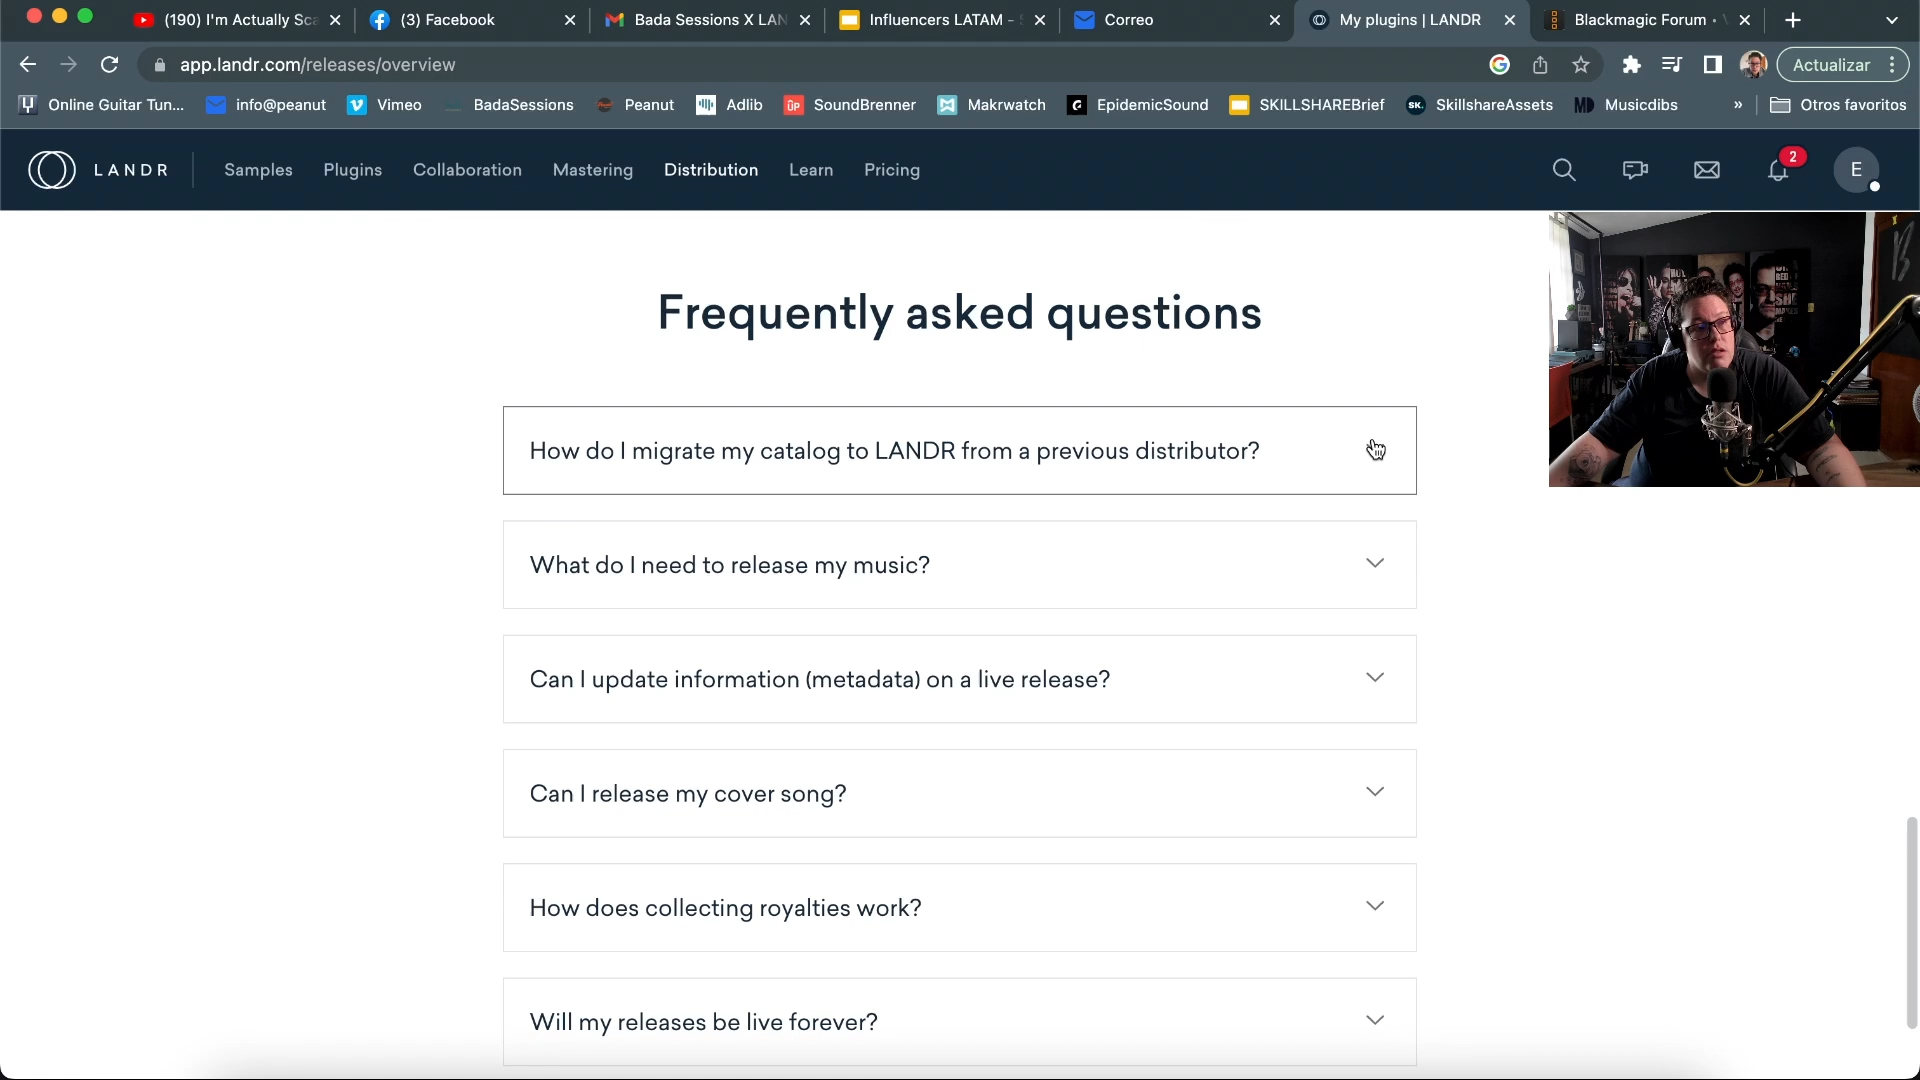 (190) I'm Actually Sca
(3) Facebook
Bada Sessions X LAN
Influencers LATAM -
Correo
My plugins | LANDR
Blackmagic Forum •
app.landr.com/releases/overview
Actualizar
Online Guitar Tun...
info@peanut
Vimeo
BadaSessions
Peanut
Adlib
SoundBrenner
Makrwatch
EpidemicSound
SKILLSHAREBrief
SkillshareAssets
Musicdibs
»
Otros favoritos
LANDR
Samples
Plugins
Collaboration
Mastering
Distribution
Learn
Pricing
2
E
Frequently asked questions
How do I migrate my catalog to LANDR from a previous distributor?
What do I need to release my music?
Can I update information (metadata) on a live release?
Can I release my cover song?
How does collecting royalties work?
Will my releases be live forever?